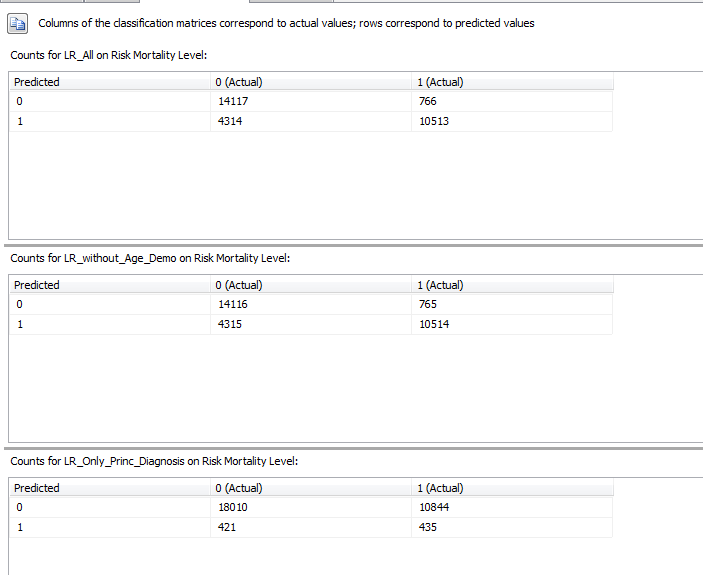 Columns of the classification matrices correspond to actual values; rows correspond to predicted values
Counts for LR_All on Risk Mortality Level:
Predicted 0 (Actual) 1 (Actual)
0 14117 766
1 4314 10513
Counts for LR_without_Age_Demo on Risk Mortality Level:
Predicted 0 (Actual) 1 (Actual)
0 14116 765
1 4315 10514
Counts for LR_Only_Princ_Diagnosis on Risk Mortality Level:
Predicted 0 (Actual) 1 (Actual)
0 18010 10844
1 421 435